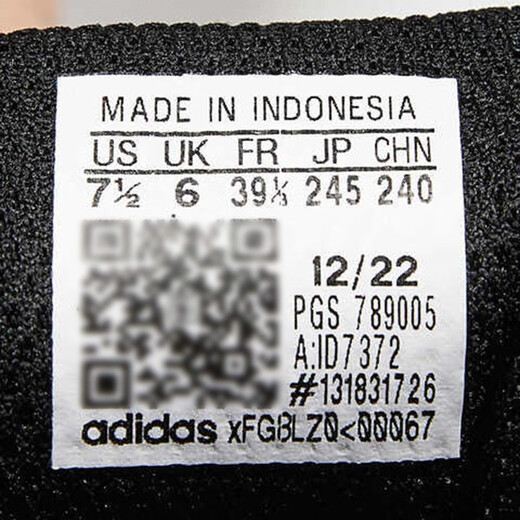 MADE IN INDONESIA
US UK FR JP CHN
7½ 6 39⅓ 245 240
12/22
PGS 789005
A:ID7372
#131831726
adidas xFGBLZ0<00067